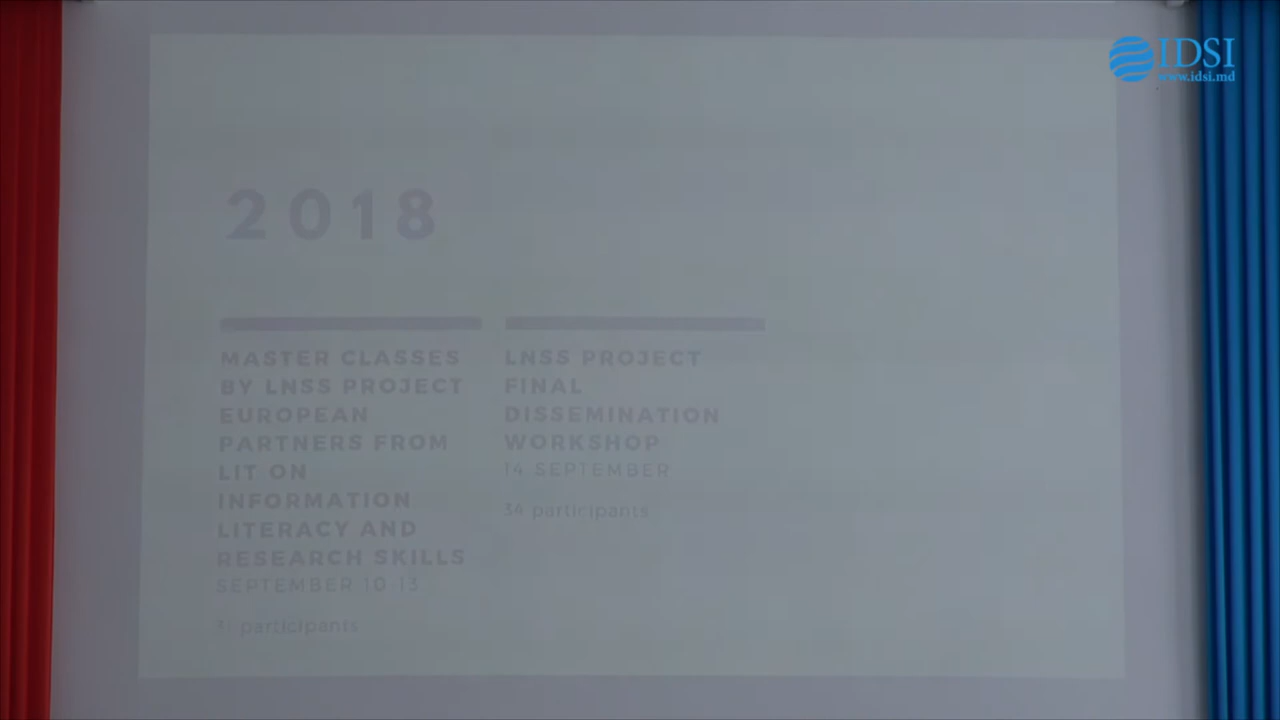 IDSI
www.idsi.md
2018
MASTER CLASSES
BY LNSS PROJECT
EUROPEAN
PARTNERS FROM
LIT ON
INFORMATION
LITERACY AND
RESEARCH SKILLS
SEPTEMBER 10-13
participants
LNSS PROJECT
FINAL
DISSEMINATION
WORKSHOP
14 SEPTEMBER
34 participants